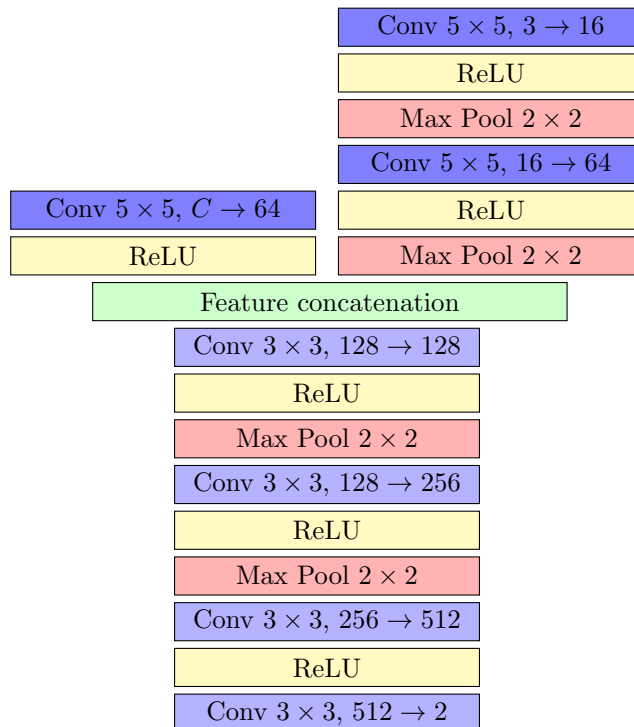 Conv 5 × 5, 3 → 16
ReLU
Max Pool 2 × 2
Conv 5 × 5, 16 → 64
ReLU
Max Pool 2 × 2
Conv 5 × 5, C → 64
ReLU
Feature concatenation
Conv 3 × 3, 128 → 128
ReLU
Max Pool 2 × 2
Conv 3 × 3, 128 → 256
ReLU
Max Pool 2 × 2
Conv 3 × 3, 256 → 512
ReLU
Conv 3 × 3, 512 → 2